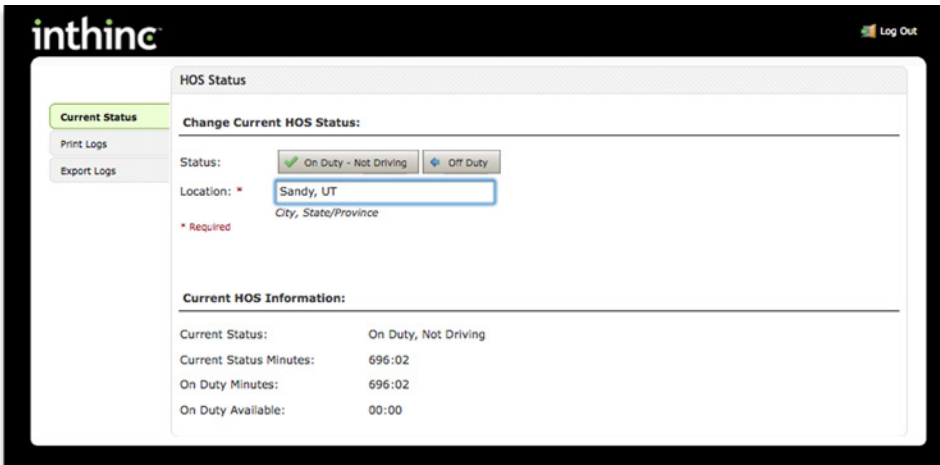 inthinc
Log Out
HOS Status
Current Status
Print Logs
Export Logs
Change Current HOS Status:
Status: On Duty - Not Driving Off Duty
Location: * Sandy, UT
City, State/Province
* Required
Current HOS Information:
Current Status: On Duty, Not Driving
Current Status Minutes: 696:02
On Duty Minutes: 696:02
On Duty Available: 00:00